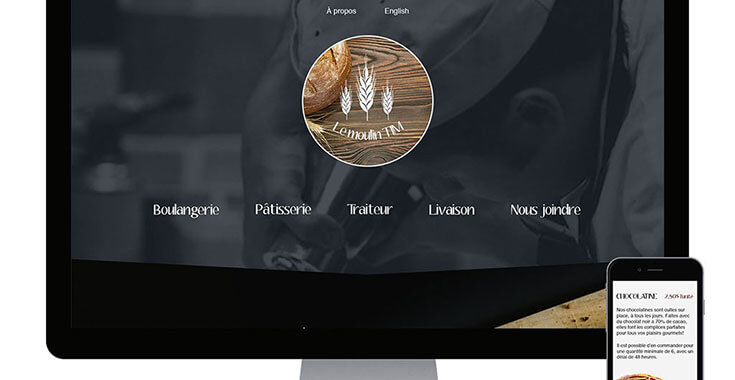 À propos English
Le moulin TIM
Boulangerie Pâtisserie Traiteur Livraison Nous joindre
CHOCOLATINE 2,50$ l'unité
Nos chocolatines sont cuites sur
place, à tous les jours. Faites avec
du chocolat noir à 70% de cacao,
elles font les complices parfaites
pour tous vos plaisirs gourmets!
Il est possible d'en commander pour
une quantité minimale de 6, avec un
délai de 48 heures.